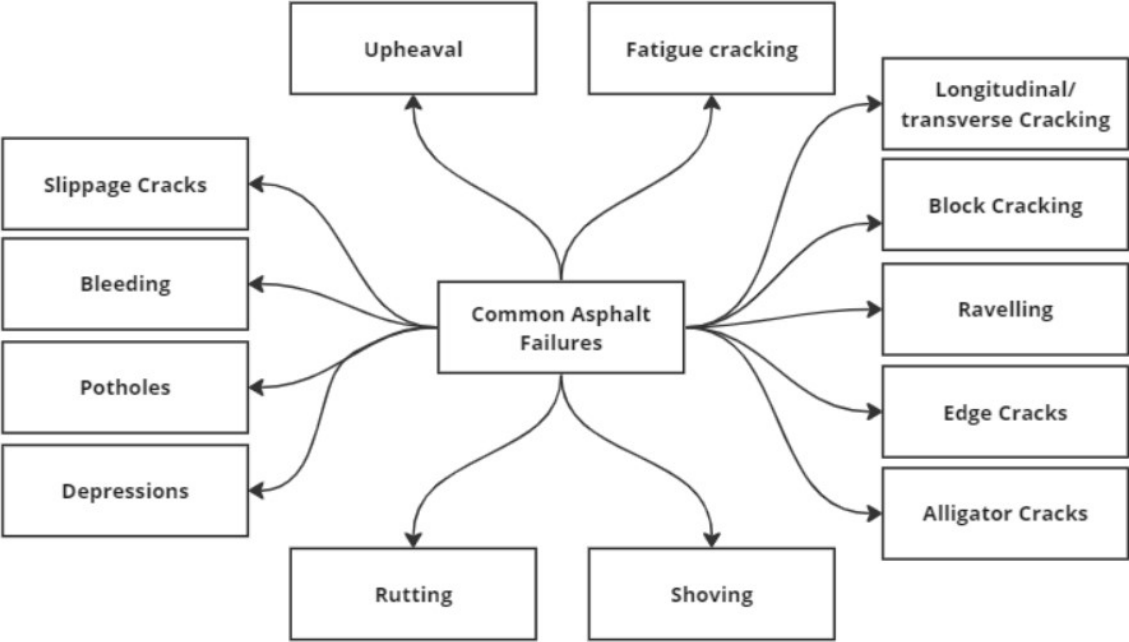 Upheaval
Fatigue cracking
Longitudinal/
transverse Cracking
Slippage Cracks
Block Cracking
Bleeding
Ravelling
Common Asphalt
Failures
Potholes
Edge Cracks
Depressions
Alligator Cracks
Rutting
Shoving